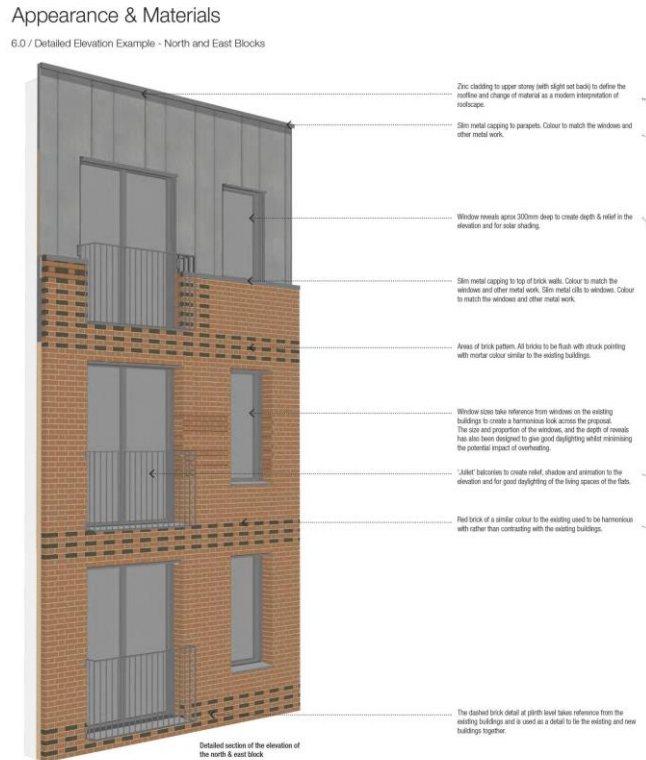 Appearance & Materials
6.0 / Detailed Elevation Example - North and East Blocks
Zinc cladding to upper storey (with slight set back) to define the
roofline and change of material as a modern interpretation of
roofscape.
Slim metal capping to parapets. Colour to match the windows and
other metal work.
Window reveals aprox 300mm deep to create depth & relief in the
elevation and for solar shading.
Slim metal capping to top of brick walls. Colour to match the
windows and other metal work. Slim metal cills to windows. Colour
to match the windows and other metal work.
Areas of brick pattern. All bricks to be flush with struck pointing
with mortar colour similar to the existing buildings.
Window sizes take reference from windows on the existing
buildings to create a harmonious look across the proposal.
The size and proportion of the windows, and the depth of reveals
has also been designed to give good daylighting whilst minimising
the potential impact of overheating.
'Juliet' balconies to create relief, shadow and animation to the
elevation and for good daylighting of the living spaces of the flats.
Red brick of a similar colour to the existing used to be harmonious
with rather than contrasting with the existing buildings.
The dashed brick detail at plinth level takes reference from the
existing buildings and is used as a detail to tie the existing and new
buildings together.
Detailed section of the elevation of
the north & east block